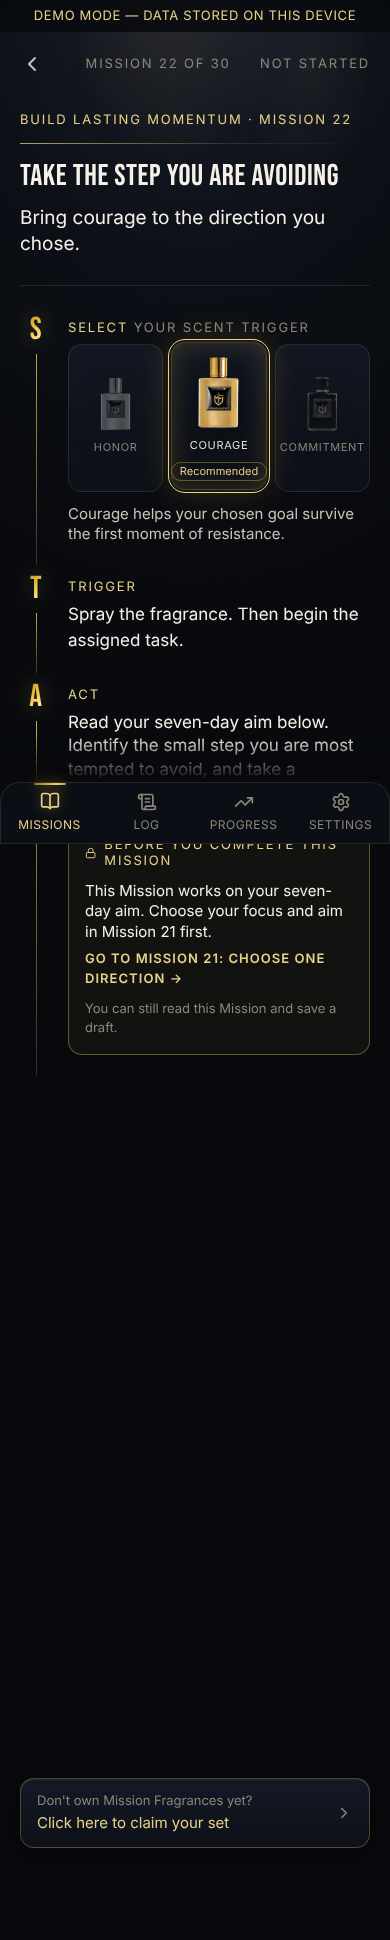 DEMO MODE — DATA STORED ON THIS DEVICE
MISSION 22 OF 30 NOT STARTED
BUILD LASTING MOMENTUM · MISSION 22
TAKE THE STEP YOU ARE AVOIDING
Bring courage to the direction you
chose.
S
SELECT YOUR SCENT TRIGGER
HONOR
COURAGE
COMMITMENT
Recommended
Courage helps your chosen goal survive
the first moment of resistance.
T
TRIGGER
Spray the fragrance. Then begin the
assigned task.
A
ACT
Read your seven-day aim below.
Identify the small step you are most
tempted to avoid, and take a
MISSIONS LOG PROGRESS SETTINGS
BEFORE YOU COMPLETE THIS
MISSION
This Mission works on your seven-
day aim. Choose your focus and aim
in Mission 21 first.
GO TO MISSION 21: CHOOSE ONE
DIRECTION →
You can still read this Mission and save a
draft.
Don't own Mission Fragrances yet?
Click here to claim your set